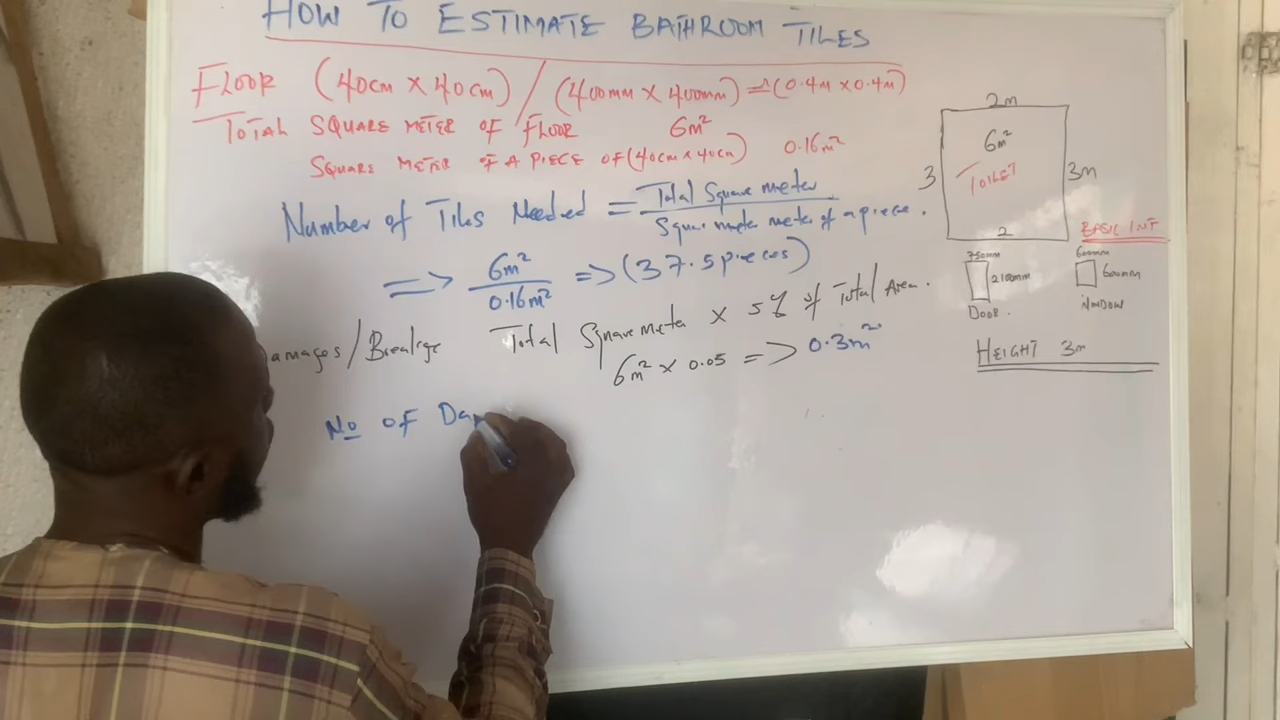 HOW TO ESTIMATE BATHROOM TILES
FLOOR (40cm x 40cm) / (400mm x 400mm) => (0.4m x 0.4m)
TOTAL SQUARE METER OF FLOOR 6m²
SQUARE METER OF A PIECE OF (40cm x 40cm) 0.16m²
Number of Tiles Needed = Total Square meter
Square meter meter of a piece.
=> 6m² => (37.5 pieces)
0.16m²
amages/Breakage Total Square meter x 5% of Total Area.
6m² x 0.05 => 0.3m²
No of Da
2m
6m²
TOILET
3
3m
2
BASIC INT
750mm
2100mm
DOOR.
600mm
600mm
WINDOW
HEIGHT 3m